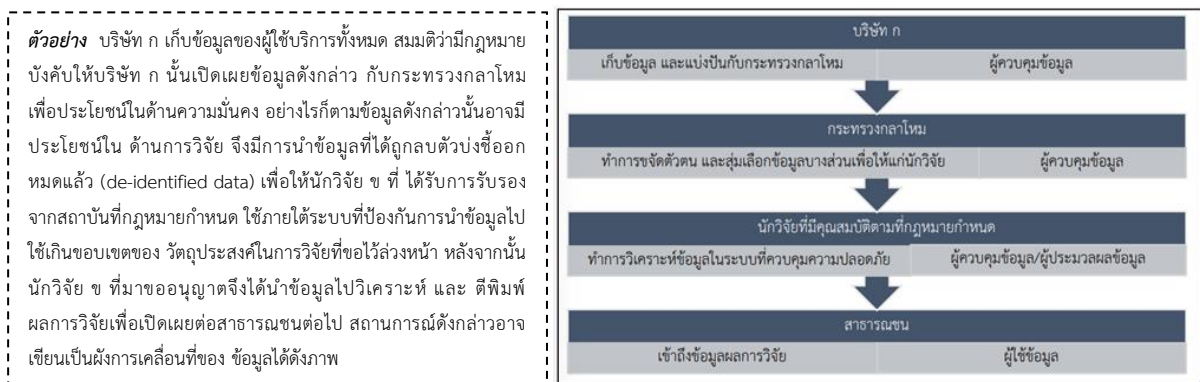 ตัวอย่าง บริษัท ก เก็บข้อมูลของผู้ใช้บริการทั้งหมด สมมติว่ามีกฎหมาย
บังคับให้บริษัท ก นั้นเปิดเผยข้อมูลดังกล่าว กับกระทรวงกลาโหม
เพื่อประโยชน์ในด้านความมั่นคง อย่างไรก็ตามข้อมูลดังกล่าวนั้นอาจมี
ประโยชน์ใน ด้านการวิจัย จึงมีการนำข้อมูลที่ได้ถูกลบตัวบ่งชี้ออก
หมดแล้ว (de-identified data) เพื่อให้นักวิจัย ข ที่ ได้รับการรับรอง
จากสถาบันที่กฎหมายกำหนด ใช้ภายใต้ระบบที่ป้องกันการนำข้อมูลไป
ใช้เกินขอบเขตของ วัตถุประสงค์ในการวิจัยที่ขอไว้ล่วงหน้า หลังจากนั้น
นักวิจัย ข ที่มาขออนุญาตจึงได้นำข้อมูลไปวิเคราะห์ และ ตีพิมพ์
ผลการวิจัยเพื่อเปิดเผยต่อสาธารณชนต่อไป สถานการณ์ดังกล่าวอาจ
เขียนเป็นผังการเคลื่อนที่ของ ข้อมูลได้ดังภาพ
บริษัท ก
เก็บข้อมูล และแบ่งปันกับกระทรวงกลาโหม
ผู้ควบคุมข้อมูล
กระทรวงกลาโหม
ทำการขจัดตัวตน และสุ่มเลือกข้อมูลบางส่วนเพื่อให้แก่นักวิจัย
ผู้ควบคุมข้อมูล
นักวิจัยที่มีคุณสมบัติตามที่กฎหมายกำหนด
ทำการวิเคราะห์ข้อมูลในระบบที่ควบคุมความปลอดภัย
ผู้ควบคุมข้อมูล/ผู้ประมวลผลข้อมูล
สาธารณชน
เข้าถึงข้อมูลผลการวิจัย
ผู้ใช้ข้อมูล